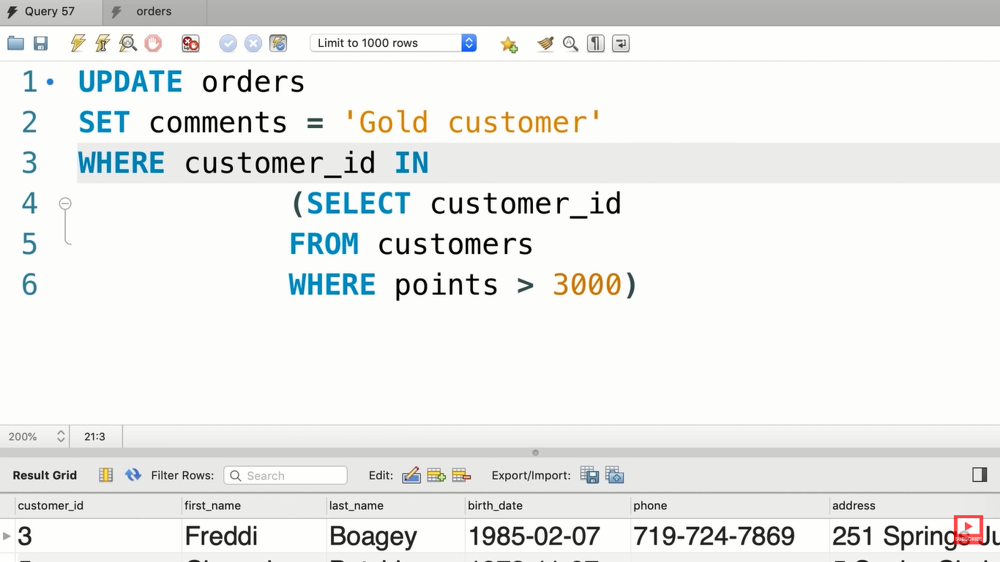 Query 57 orders
Limit to 1000 rows
1 UPDATE orders
2 SET comments = 'Gold customer'
3 WHERE customer_id IN
4 (SELECT customer_id
5 FROM customers
6 WHERE points > 3000)
200% 21:3
Result Grid Filter Rows: Search Edit: Export/Import:
customer_id first_name last_name birth_date phone address
3 Freddi Boagey 1985-02-07 719-724-7869 251 Springs
SUBSCRIBE